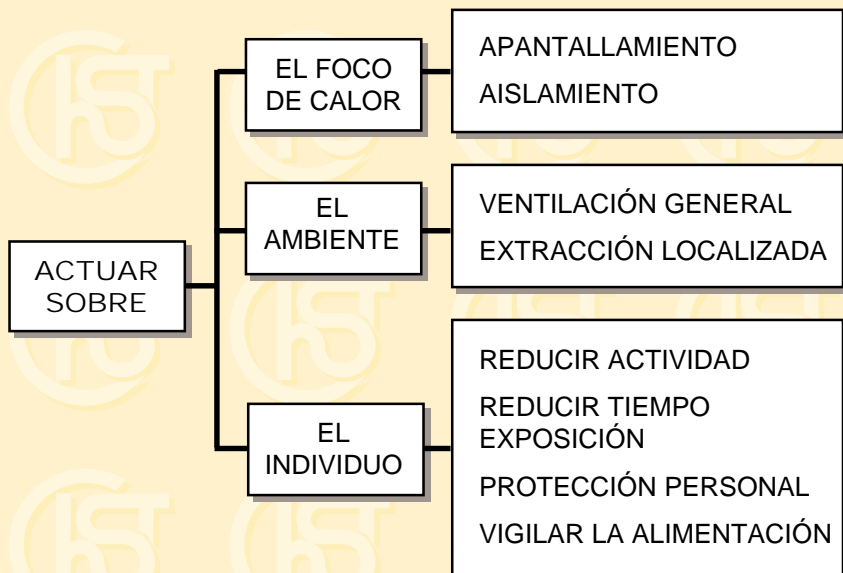 ACTUAR
SOBRE
EL FOCO
DE CALOR
APANTALLAMIENTO
AISLAMIENTO
EL
AMBIENTE
VENTILACIÓN GENERAL
EXTRACCIÓN LOCALIZADA
EL
INDIVIDUO
REDUCIR ACTIVIDAD
REDUCIR TIEMPO
EXPOSICIÓN
PROTECCIÓN PERSONAL
VIGILAR LA ALIMENTACIÓN